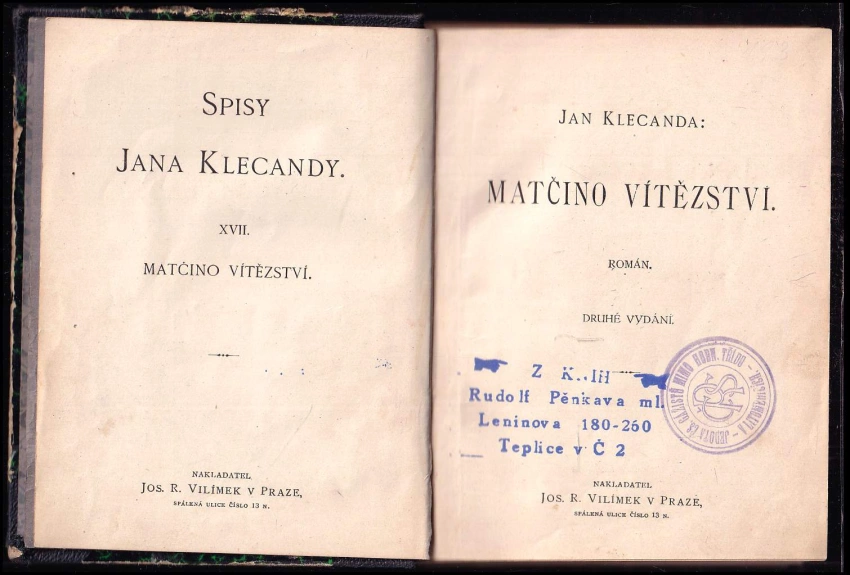 SPISY
JANA KLECANDY.
XVII.
MATČINO VÍTĚZSTVÍ.
NAKLADATEL
JOS. R. VILÍMEK V PRAZE,
SPÁLENÁ ULICE ČÍSLO 13 N.
JAN KLECANDA:
MATČINO VÍTĚZSTVÍ.
ROMÁN.
DRUHÉ VYDÁNÍ.
Z
Rudolf Pěnkava ml.
Leninova 180-260
Teplice v Č 2
NAKLADATEL
JOS. R. VILÍMEK V PRAZE,
SPÁLENÁ ULICE ČÍSLO 13 N.